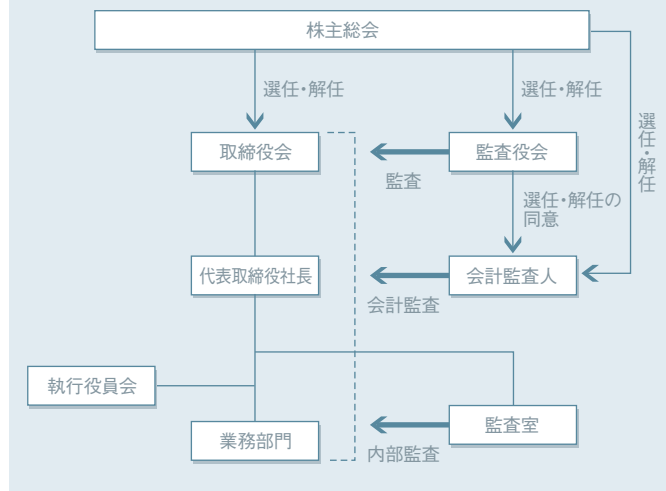 株主総会
選任・解任
選任・解任
選任・解任
取締役会
監査役会
監査
選任・解任の
同意
代表取締役社長
会計監査人
会計監査
執行役員会
業務部門
監査室
内部監査